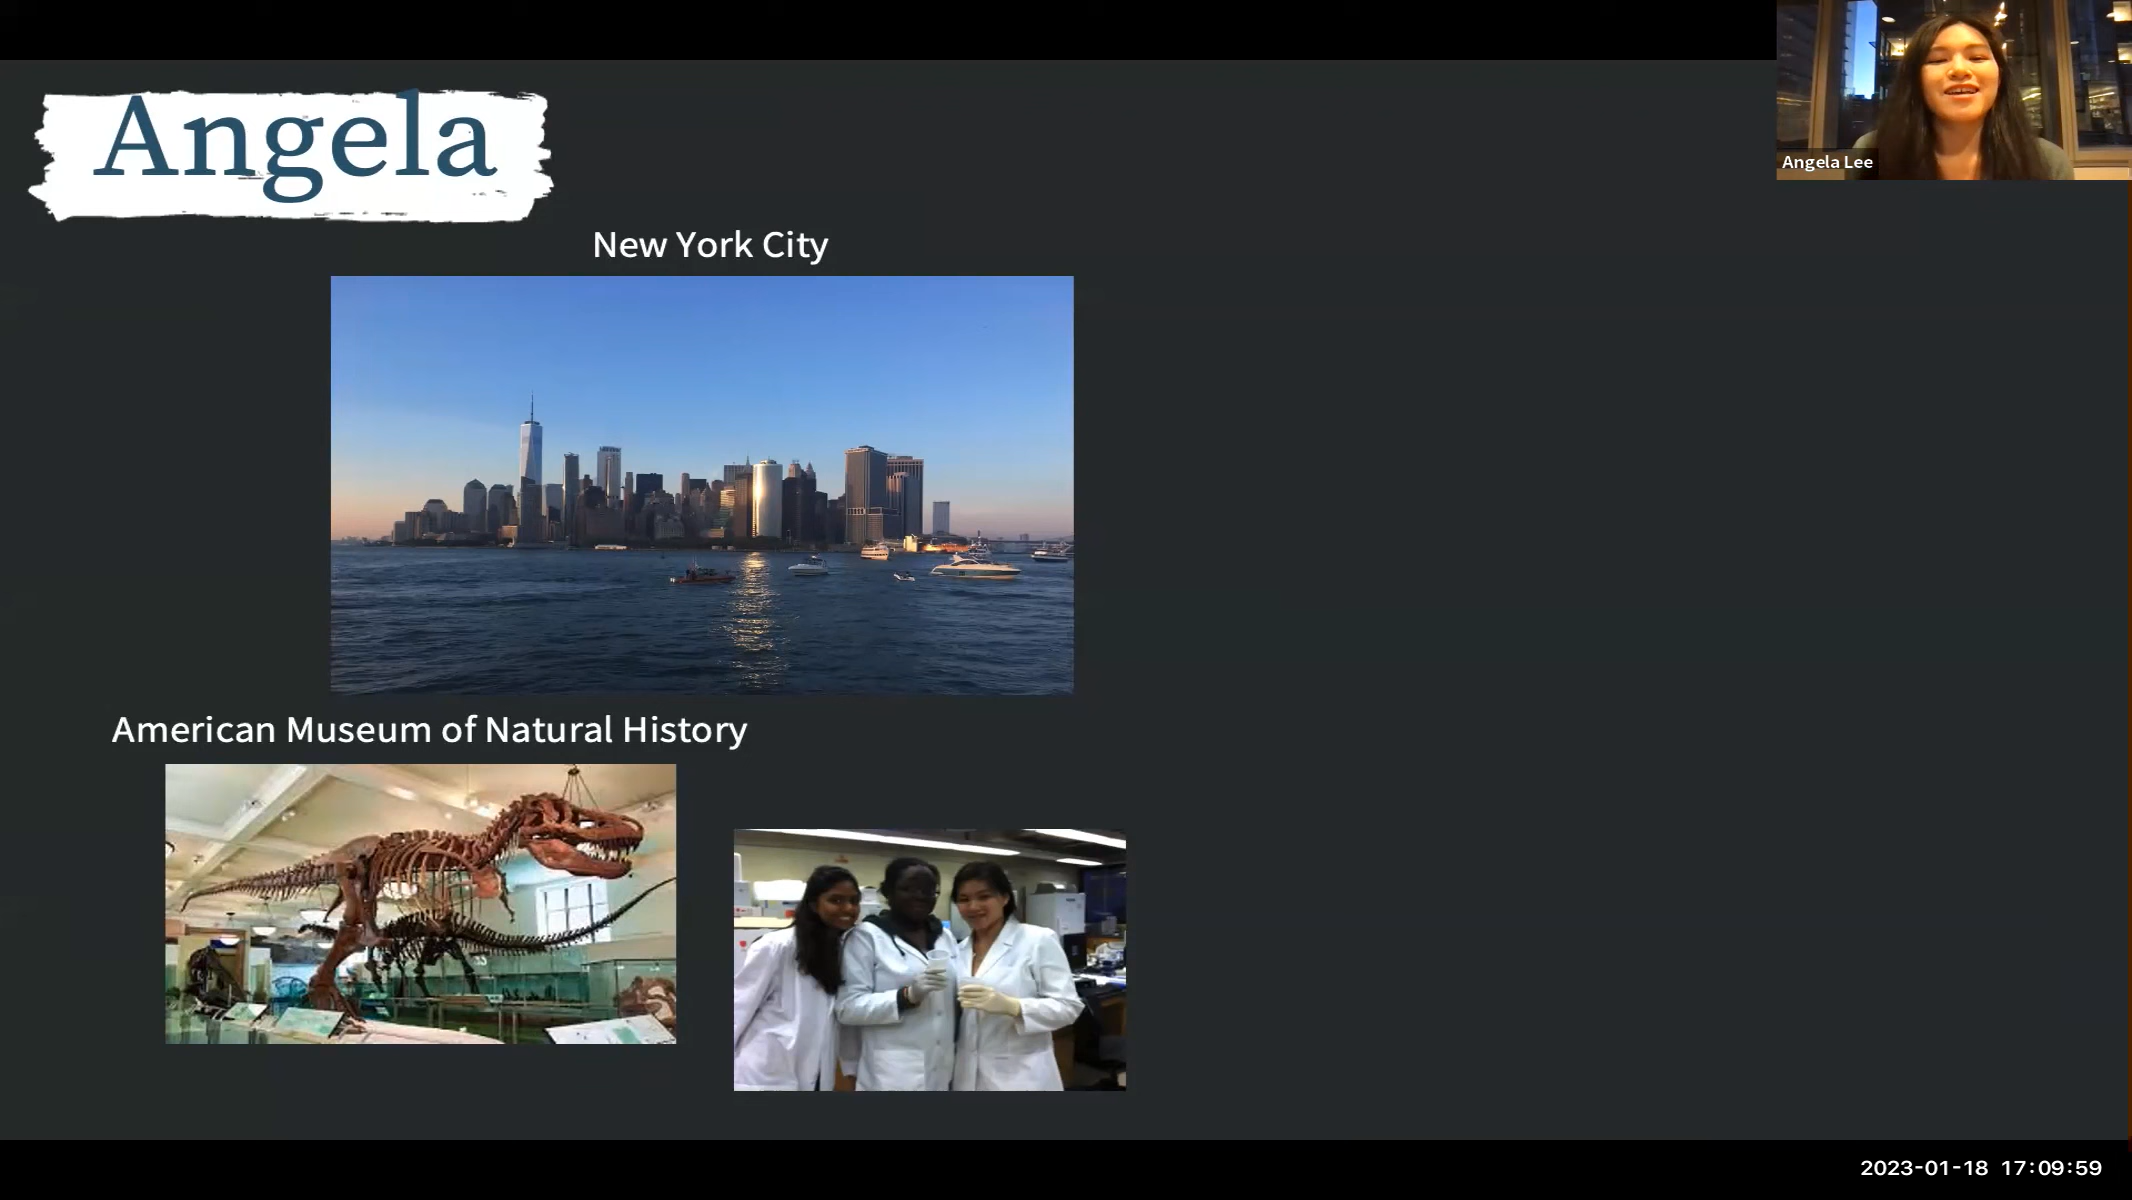 Angela
Angela Lee
New York City
American Museum of Natural History
2023-01-18 17:09:59